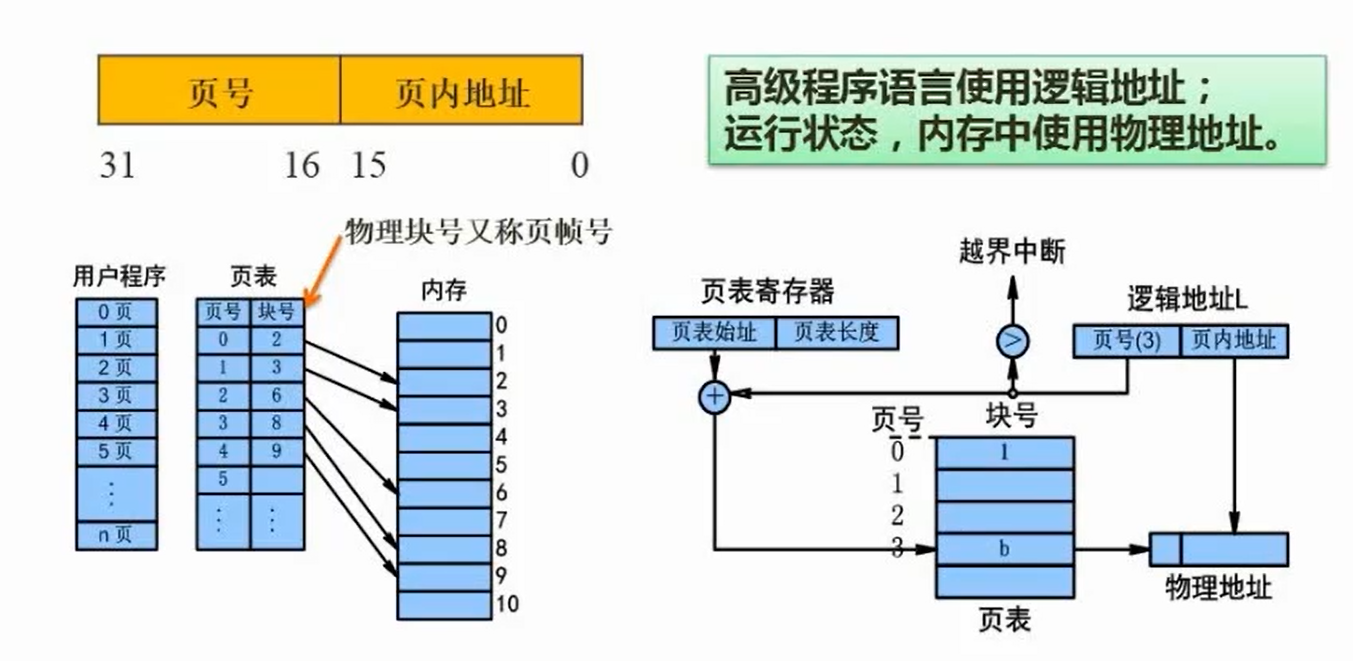 页号 页内地址
31 16 15 0
高级程序语言使用逻辑地址；
运行状态，内存中使用物理地址。
物理块号又称页帧号
用户程序
0页
1页
2页
3页
4页
5页
⋮
n页
页表
页号 块号
0 2
1 3
2 6
3 8
4 9
5
⋮ ⋮
内存
0
1
2
3
4
5
6
7
8
9
10
越界中断
页表寄存器
页表始址 页表长度
>
逻辑地址L
页号(3) 页内地址
+
页号 块号
0 1
1
2
3 b
页表
物理地址